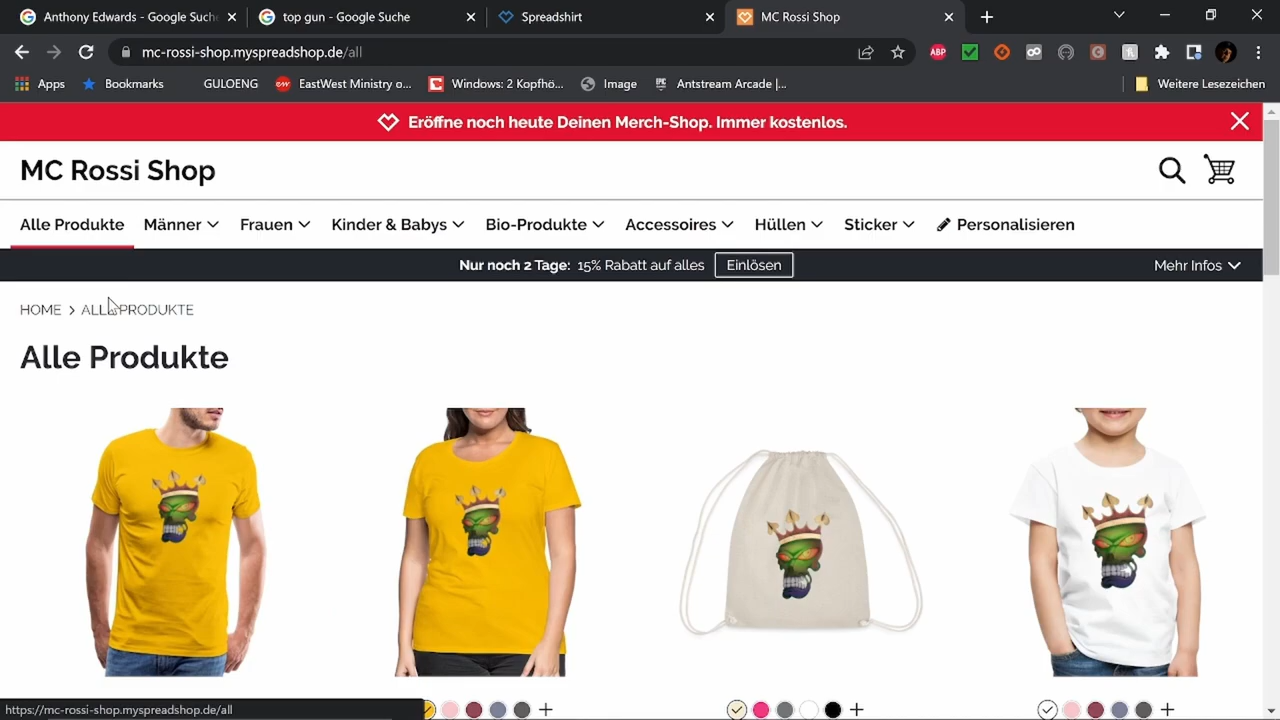 Anthony Edwards - Google Suche
top gun - Google Suche
Spreadshirt
MC Rossi Shop
mc-rossi-shop.myspreadshop.de/all
ABP
Apps
Bookmarks
GULOENG
EastWest Ministry o...
Windows: 2 Kopfhö...
Image
Antstream Arcade |...
Weitere Lesezeichen
Eröffne noch heute Deinen Merch-Shop. Immer kostenlos.
MC Rossi Shop
Alle Produkte
Männer
Frauen
Kinder & Babys
Bio-Produkte
Accessoires
Hüllen
Sticker
Personalisieren
Nur noch 2 Tage: 15% Rabatt auf alles
Einlösen
Mehr Infos
HOME > ALLE PRODUKTE
Alle Produkte
https://mc-rossi-shop.myspreadshop.de/all